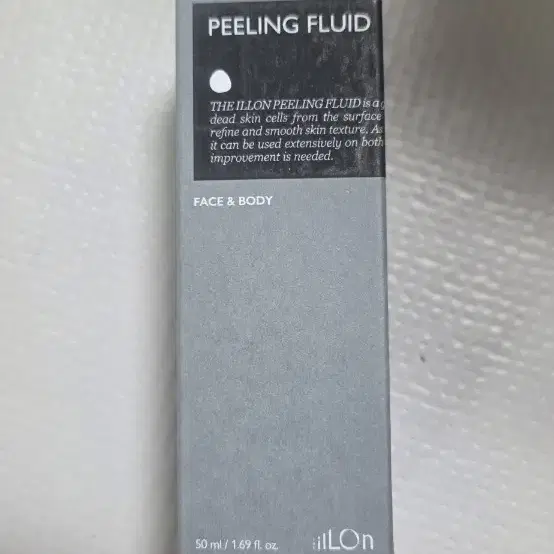 PEELING FLUID
THE ILLON PEELING FLUID is a
dead skin cells from the surface
refine and smooth skin texture. As
it can be used extensively on both
improvement is needed.
FACE & BODY
50 ml / 1.69 fl. oz.
illOn